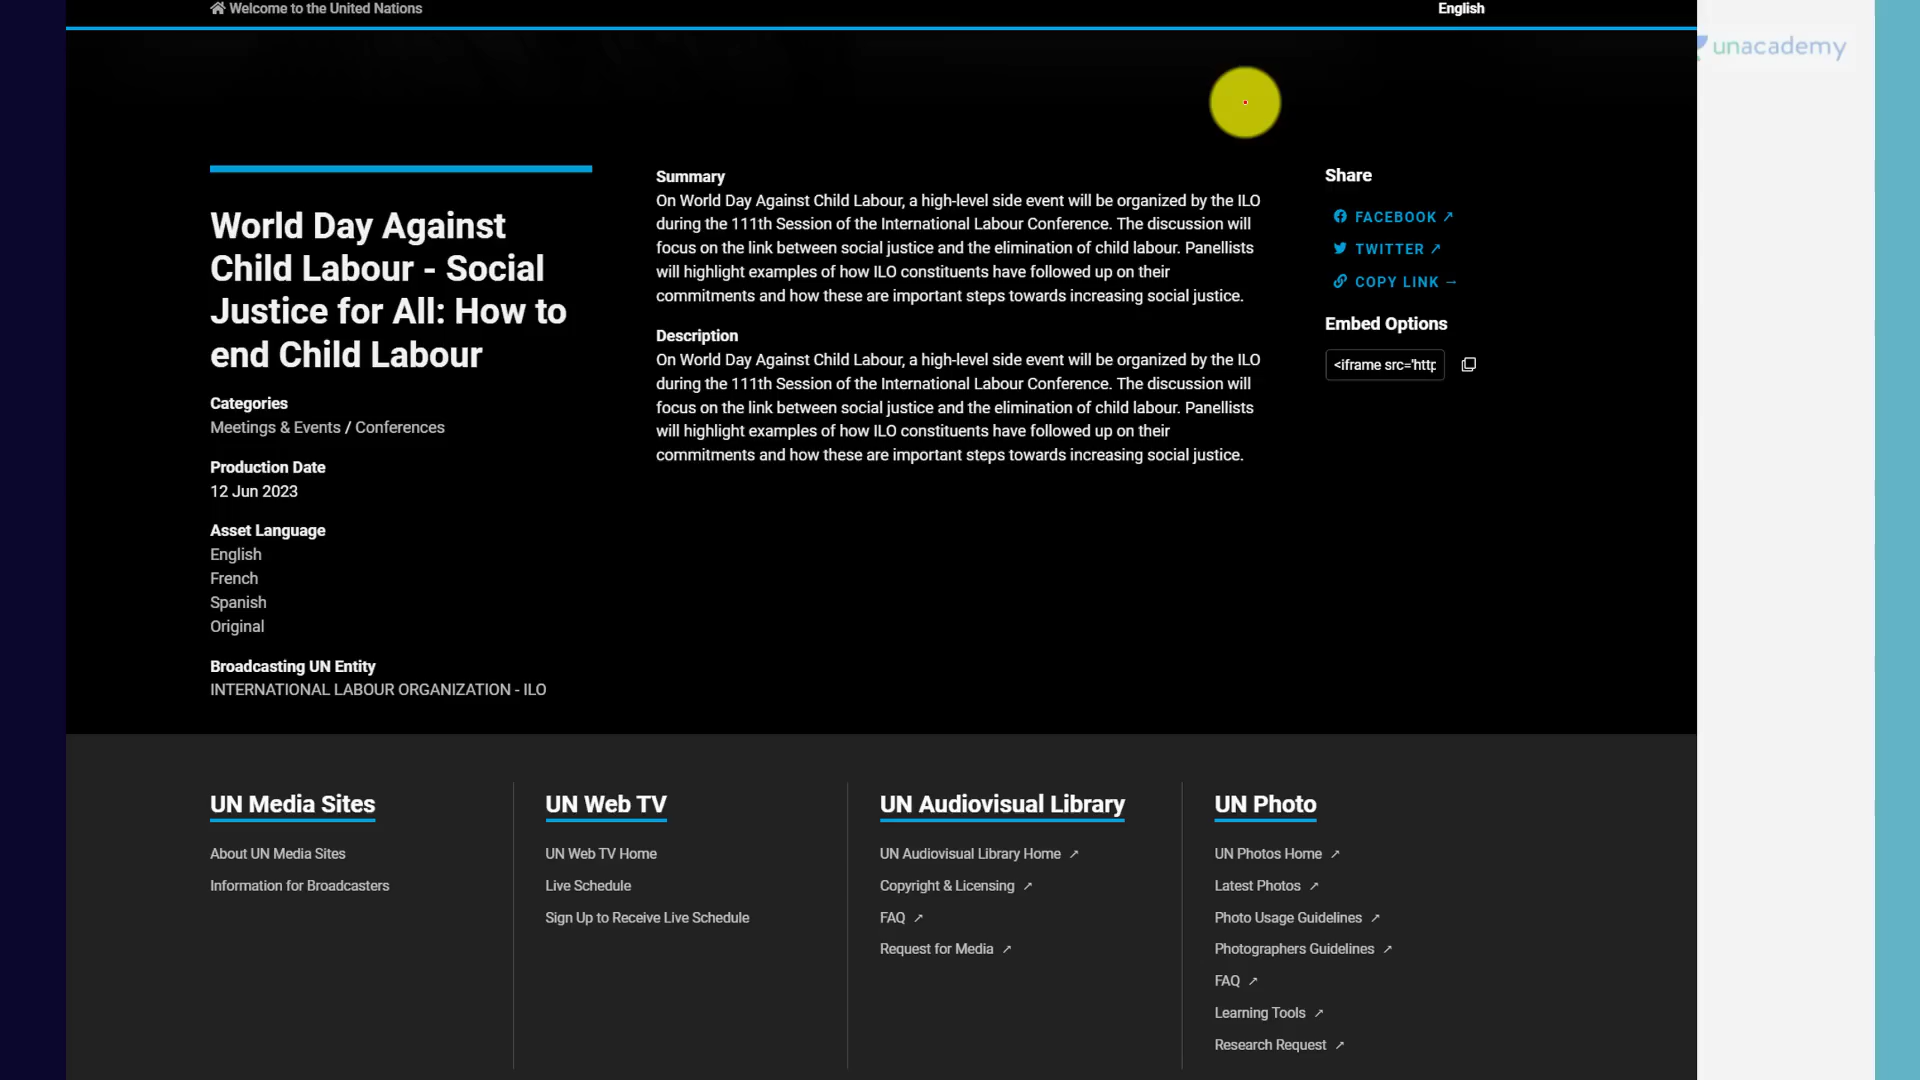 Welcome to the United Nations
English
unacademy
World Day Against
Child Labour - Social
Justice for All: How to
end Child Labour
Categories
Meetings & Events / Conferences
Production Date
12 Jun 2023
Asset Language
English
French
Spanish
Original
Broadcasting UN Entity
INTERNATIONAL LABOUR ORGANIZATION - ILO
Summary
On World Day Against Child Labour, a high-level side event will be organized by the ILO
during the 111th Session of the International Labour Conference. The discussion will
focus on the link between social justice and the elimination of child labour. Panellists
will highlight examples of how ILO constituents have followed up on their
commitments and how these are important steps towards increasing social justice.
Description
On World Day Against Child Labour, a high-level side event will be organized by the ILO
during the 111th Session of the International Labour Conference. The discussion will
focus on the link between social justice and the elimination of child labour. Panellists
will highlight examples of how ILO constituents have followed up on their
commitments and how these are important steps towards increasing social justice.
Share
FACEBOOK ↗
TWITTER ↗
COPY LINK →
Embed Options
<iframe src='http
UN Media Sites
About UN Media Sites
Information for Broadcasters
UN Web TV
UN Web TV Home
Live Schedule
Sign Up to Receive Live Schedule
UN Audiovisual Library
UN Audiovisual Library Home ↗
Copyright & Licensing ↗
FAQ ↗
Request for Media ↗
UN Photo
UN Photos Home ↗
Latest Photos ↗
Photo Usage Guidelines ↗
Photographers Guidelines ↗
FAQ ↗
Learning Tools ↗
Research Request ↗